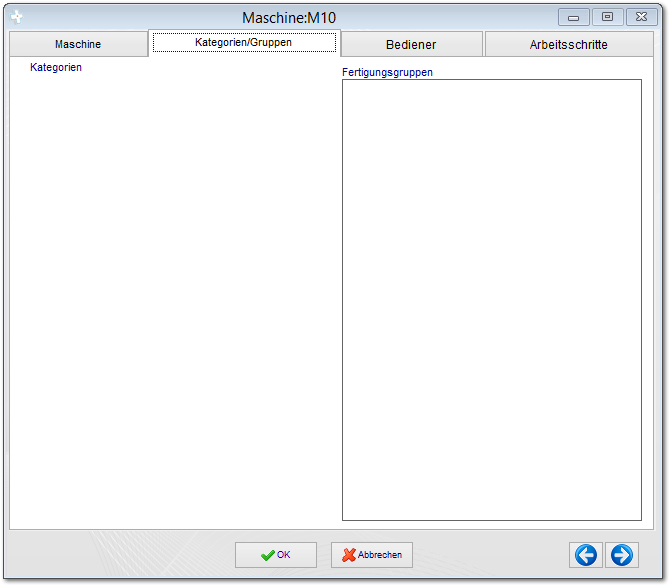 Maschine:M10
Maschine
Kategorien/Gruppen
Bediener
Arbeitsschritte
Kategorien
Fertigungsgruppen
OK
Abbrechen